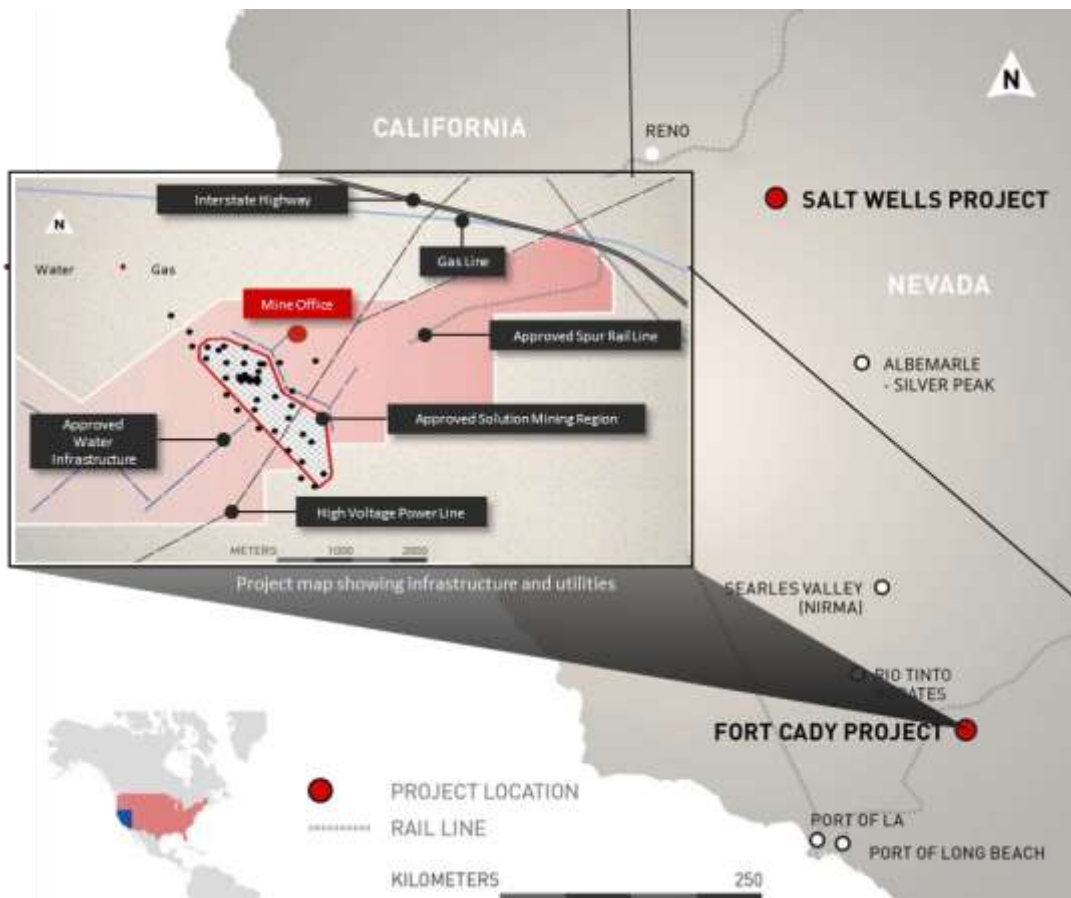 CALIFORNIA
N
RENO
SALT WELLS PROJECT
NEVADA
Interstate Highway
N
Gas Line
Water
Gas
Mine Office
Approved Spur Rail Line
ALBEMARLE
- SILVER PEAK
Approved
Water
Infrastructure
Approved Solution Mining Region
High Voltage Power Line
METERS 1000 2000
Project map showing infrastructure and utilities
SEARLES VALLEY
(NIRMA)
RIO TINTO
FORT CADY PROJECT
PROJECT LOCATION
RAIL LINE
PORT OF LA
PORT OF LONG BEACH
KILOMETERS 250